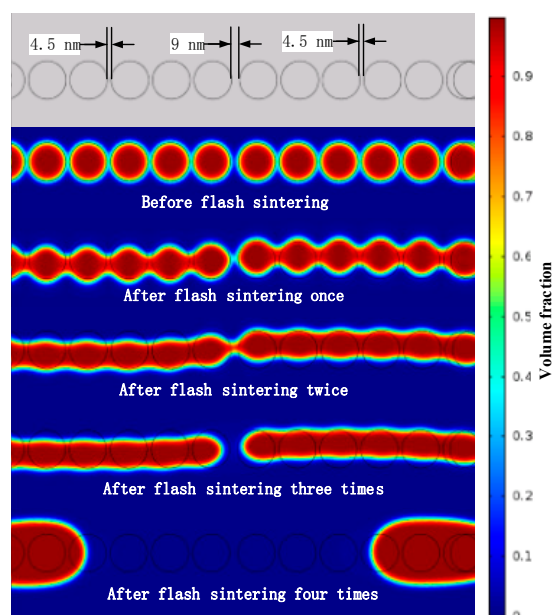 4.5 nm
9 nm
4.5 nm
Before flash sintering
After flash sintering once
After flash sintering twice
After flash sintering three times
After flash sintering four times
0.9
0.8
0.7
0.6
0.5
0.4
0.3
0.2
0.1
0
Volume fraction